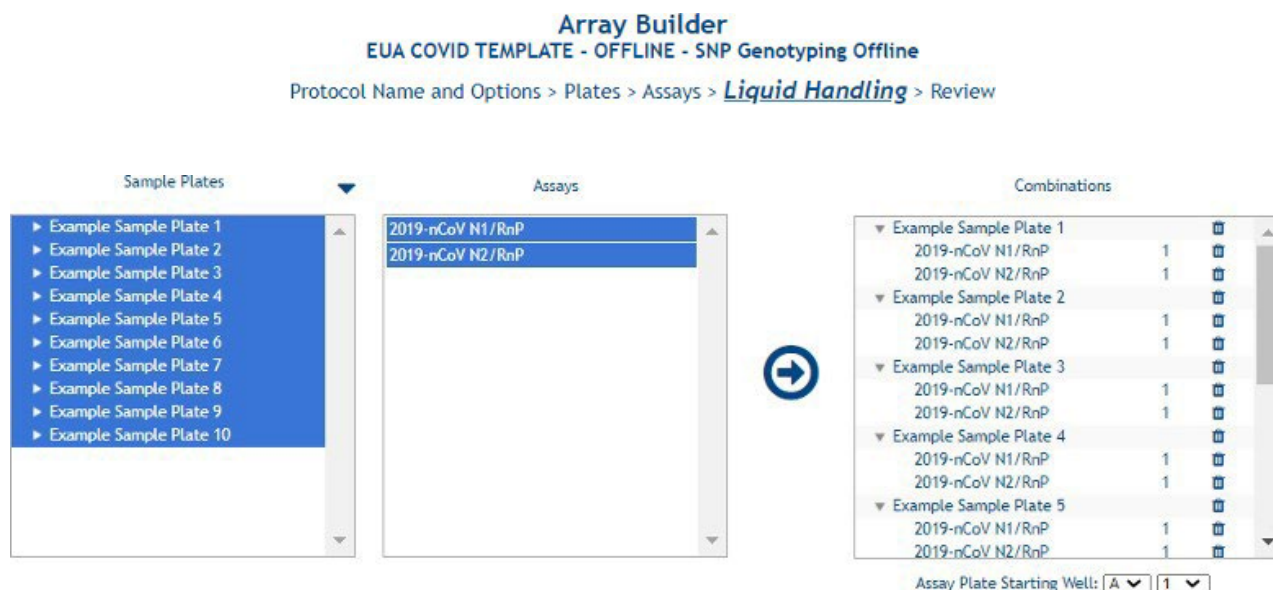 Array Builder
EUA COVID TEMPLATE - OFFLINE - SNP Genotyping Offline
Protocol Name and Options > Plates > Assays > Liquid Handling > Review
Sample Plates
Example Sample Plate 1
Example Sample Plate 2
Example Sample Plate 3
Example Sample Plate 4
Example Sample Plate 5
Example Sample Plate 6
Example Sample Plate 7
Example Sample Plate 8
Example Sample Plate 9
Example Sample Plate 10
Assays
2019-nCoV N1/RnP
2019-nCoV N2/RnP
Combinations
Example Sample Plate 1
2019-nCoV N1/RnP 1
2019-nCoV N2/RnP 1
Example Sample Plate 2
2019-nCoV N1/RnP 1
2019-nCoV N2/RnP 1
Example Sample Plate 3
2019-nCoV N1/RnP 1
2019-nCoV N2/RnP 1
Example Sample Plate 4
2019-nCoV N1/RnP 1
2019-nCoV N2/RnP 1
Example Sample Plate 5
2019-nCoV N1/RnP 1
2019-nCoV N2/RnP 1
Assay Plate Starting Well: A 1